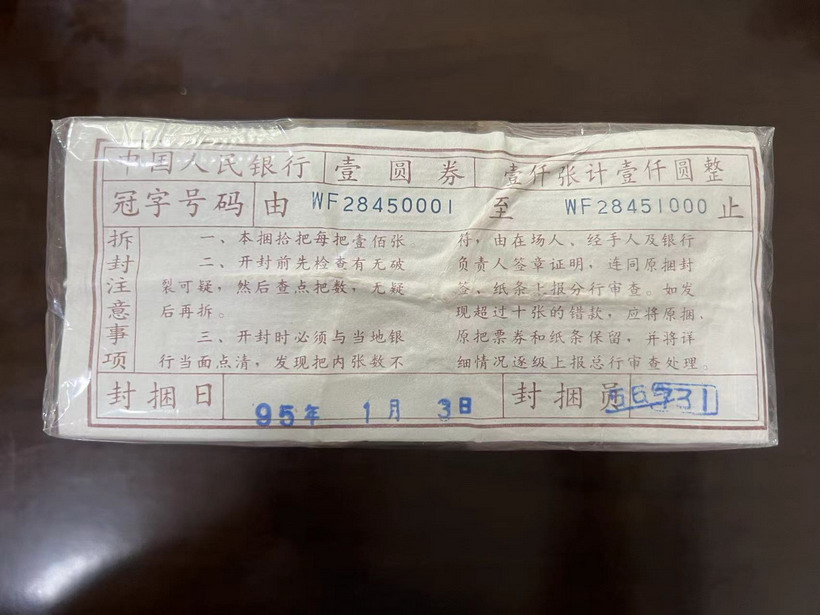 中国人民银行 壹圆券 壹仟张计壹仟圆整
冠字号码 由 WF28450001 至 WF28451000 止
拆封注意事项
一、本捆拾把每把壹佰张。
二、开封前先检查有无破
裂可疑，然后查点把数，无疑
后再拆。
三、开封时必须与当地银
行当面点清，发现把内张数不
符，由在场人、经手人及银行
负责人签章证明，连同原捆封
签、纸条上报分行审查。如发
现超过十张的错款，应将原捆、
原把票券和纸条保留，并将详
细情况逐级上报总行审查处理。
封捆日 95年 1月 3日 封捆员